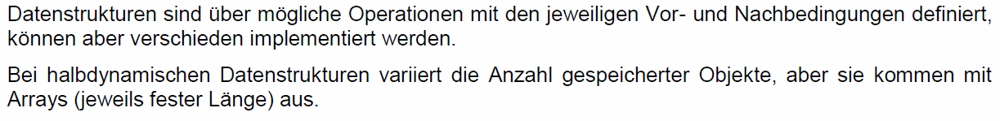 Datenstrukturen sind über mögliche Operationen mit den jeweiligen Vor- und Nachbedingungen definiert,
können aber verschieden implementiert werden.
Bei halbdynamischen Datenstrukturen variiert die Anzahl gespeicherter Objekte, aber sie kommen mit
Arrays (jeweils fester Länge) aus.